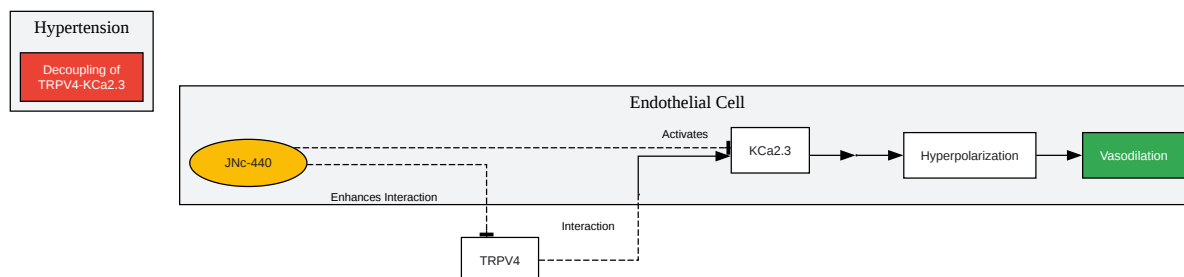 Hypertension
Decoupling of
TRPV4-KCa2.3
Endothelial Cell
Activates
JNc-440
KCa2.3
Hyperpolarization
Vasodilation
Enhances Interaction
Interaction
TRPV4